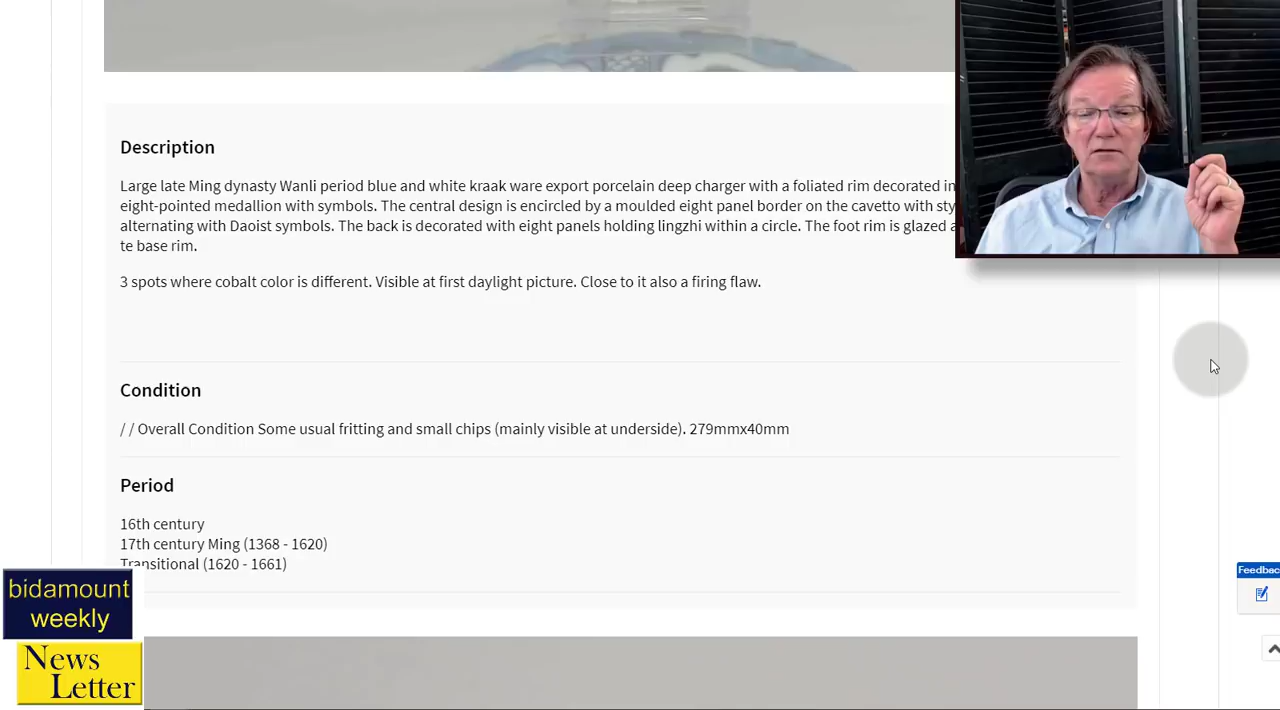 Description
Large late Ming dynasty Wanli period blue and white kraak ware export porcelain deep charger with a foliated rim decorated in
eight-pointed medallion with symbols. The central design is encircled by a moulded eight panel border on the cavetto with
alternating with Daoist symbols. The back is decorated with eight panels holding lingzhi within a circle. The foot rim is glazed
te base rim.
3 spots where cobalt color is different. Visible at first daylight picture. Close to it also a firing flaw.
Condition
/ / Overall Condition Some usual fritting and small chips (mainly visible at underside). 279mmx40mm
Period
16th century
17th century Ming (1368 - 1620)
Transitional (1620 - 1661)
bidamount
weekly
News
Letter
Feedbac